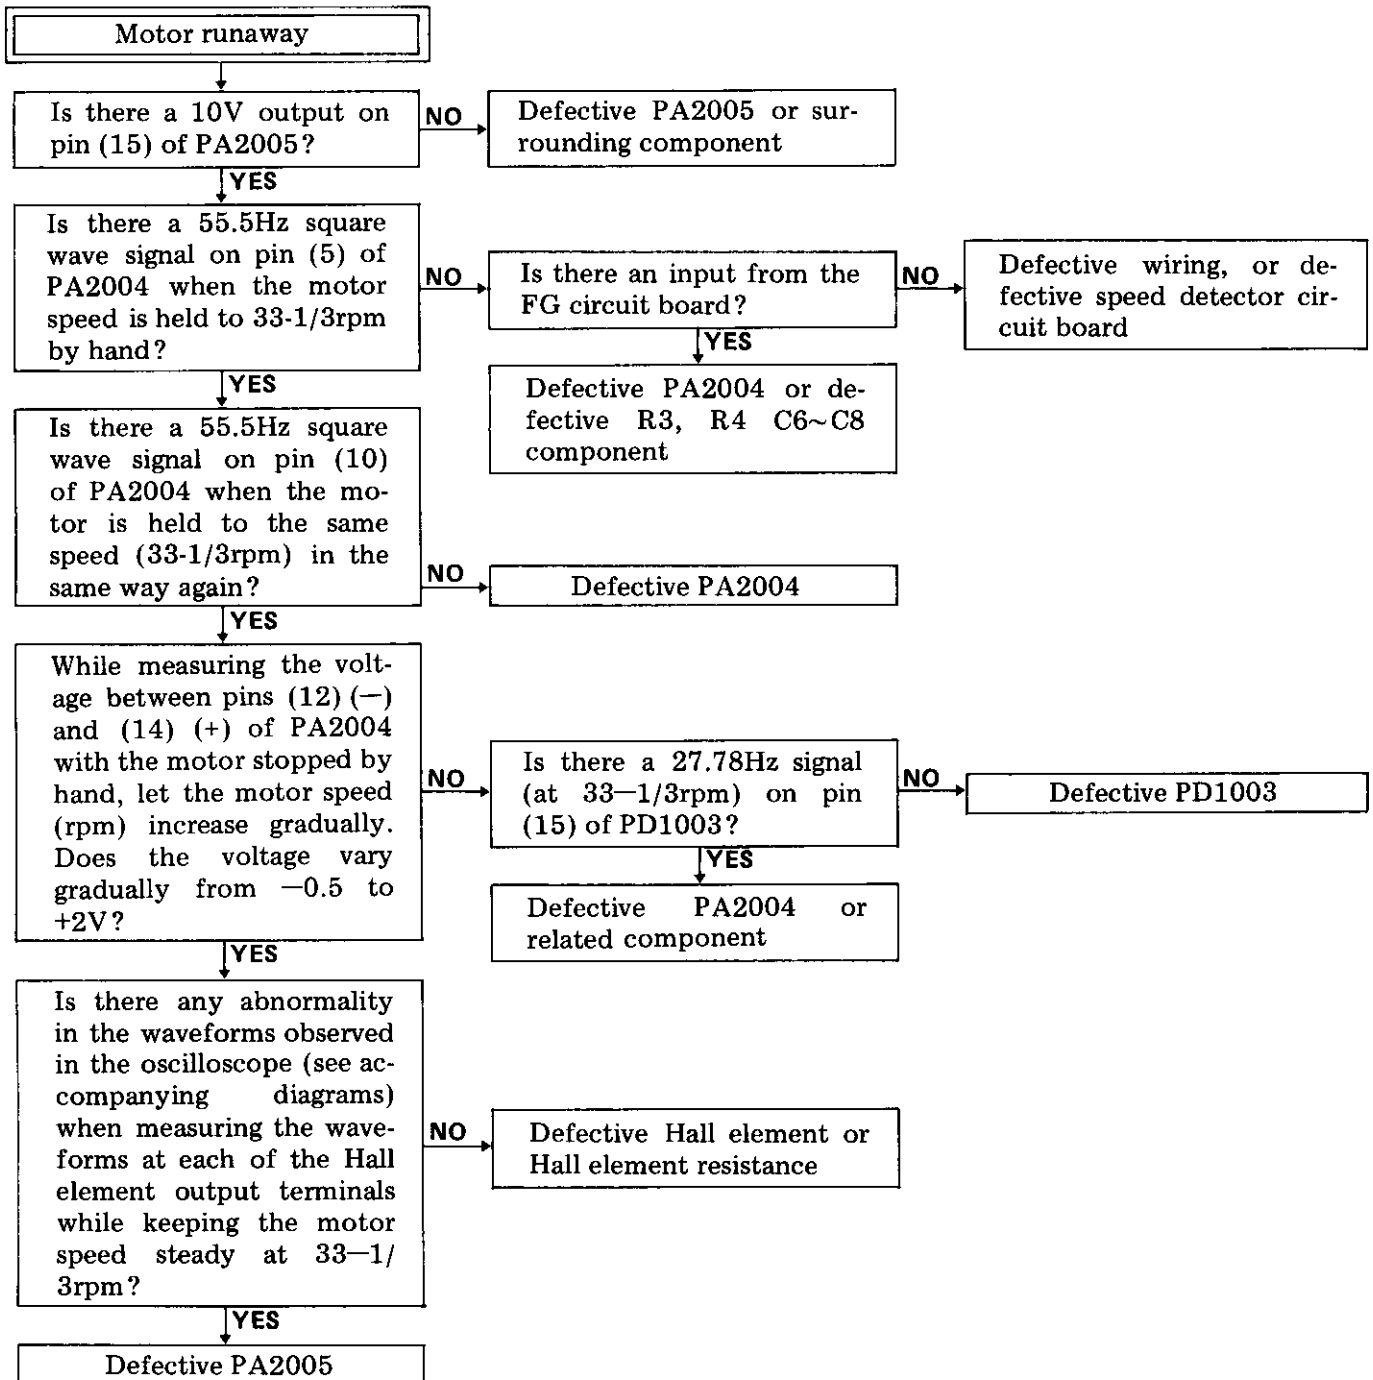 Motor runaway
Is there a 10V output on
pin (15) of PA2005?
NO
Defective PA2005 or sur-
rounding component
YES
Is there a 55.5Hz square
wave signal on pin (5) of
PA2004 when the motor
speed is held to 33-1/3rpm
by hand?
NO
Is there an input from the
FG circuit board?
NO
Defective wiring, or de-
fective speed detector cir-
cuit board
YES
Defective PA2004 or de-
fective R3, R4 C6~C8
component
YES
Is there a 55.5Hz square
wave signal on pin (10)
of PA2004 when the mo-
tor is held to the same
speed (33-1/3rpm) in the
same way again?
NO
Defective PA2004
YES
While measuring the volt-
age between pins (12) (—)
and (14) (+) of PA2004
with the motor stopped by
hand, let the motor speed
(rpm) increase gradually.
Does the voltage vary
gradually from —0.5 to
+2V?
NO
Is there a 27.78Hz signal
(at 33—1/3rpm) on pin
(15) of PD1003?
NO
Defective PD1003
YES
Defective PA2004 or
related component
YES
Is there any abnormality
in the waveforms observed
in the oscilloscope (see ac-
companying diagrams)
when measuring the wave-
forms at each of the Hall
element output terminals
while keeping the motor
speed steady at 33—1/
3rpm?
NO
Defective Hall element or
Hall element resistance
YES
Defective PA2005